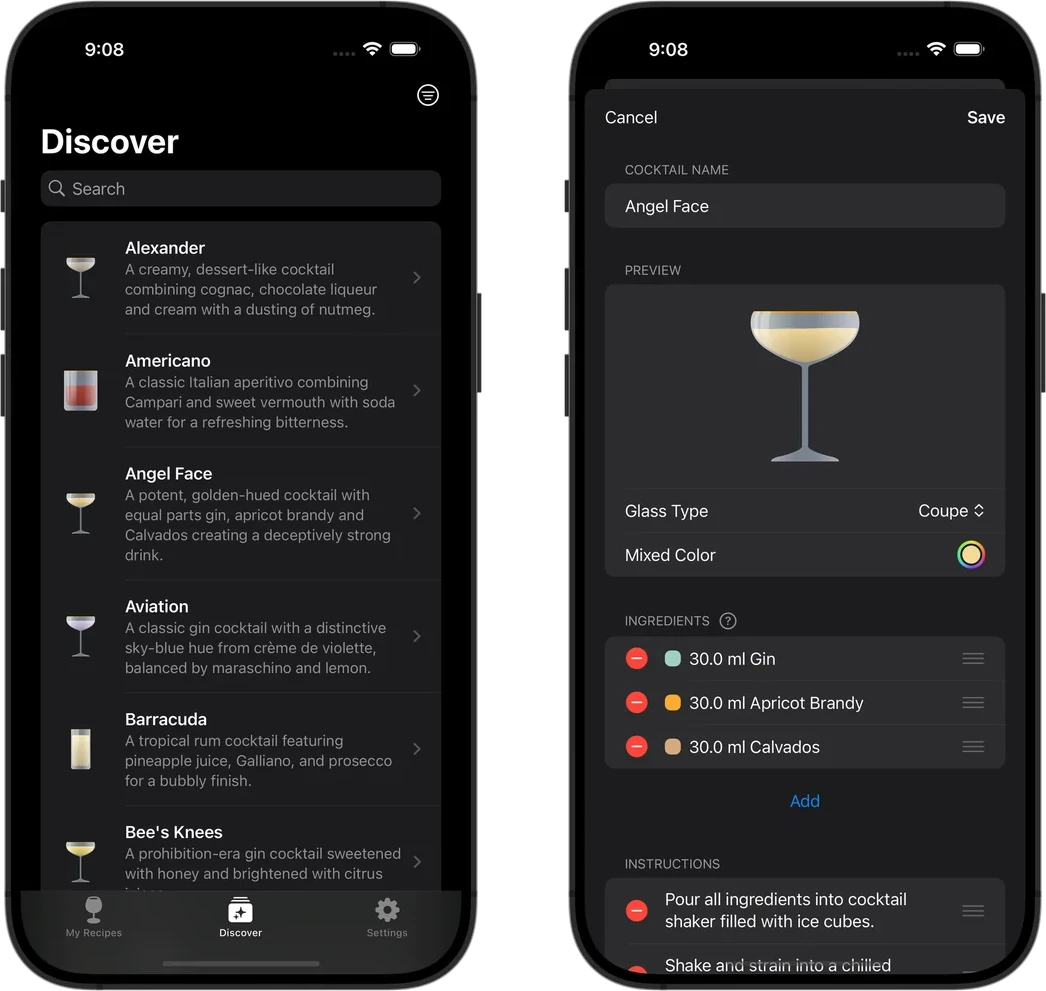 9:08
Discover
Search
Alexander
A creamy, dessert-like cocktail
combining cognac, chocolate liqueur
and cream with a dusting of nutmeg.
Americano
A classic Italian aperitivo combining
Campari and sweet vermouth with soda
water for a refreshing bitterness.
Angel Face
A potent, golden-hued cocktail with
equal parts gin, apricot brandy and
Calvados creating a deceptively strong
drink.
Aviation
A classic gin cocktail with a distinctive
sky-blue hue from crème de violette,
balanced by maraschino and lemon.
Barracuda
A tropical rum cocktail featuring
pineapple juice, Galliano, and prosecco
for a bubbly finish.
Bee's Knees
A prohibition-era gin cocktail sweetened
with honey and brightened with citrus
My Recipes
Discover
Settings
9:08
Cancel
Save
COCKTAIL NAME
Angel Face
PREVIEW
Glass Type
Coupe
Mixed Color
INGREDIENTS ?
30.0 ml Gin
30.0 ml Apricot Brandy
30.0 ml Calvados
Add
INSTRUCTIONS
Pour all ingredients into cocktail
shaker filled with ice cubes.
Shake and strain into a chilled